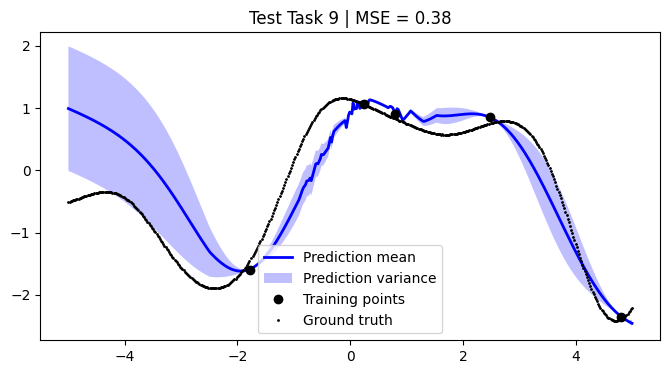 Test Task 9 | MSE = 0.38
2
1
0
−1
−2
Prediction mean
Prediction variance
Training points
Ground truth
−4
−2
0
2
4